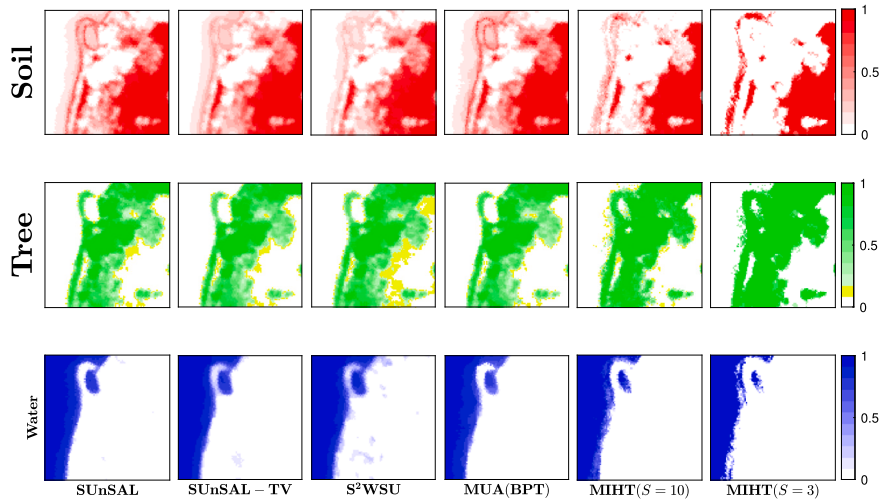 Soil
1
0.5
0
Tree
1
0.5
0
Water
1
0.5
0
SUnSAL SUnSAL − TV S²WSU MUA(BPT) MIHT(S = 10) MIHT(S = 3)